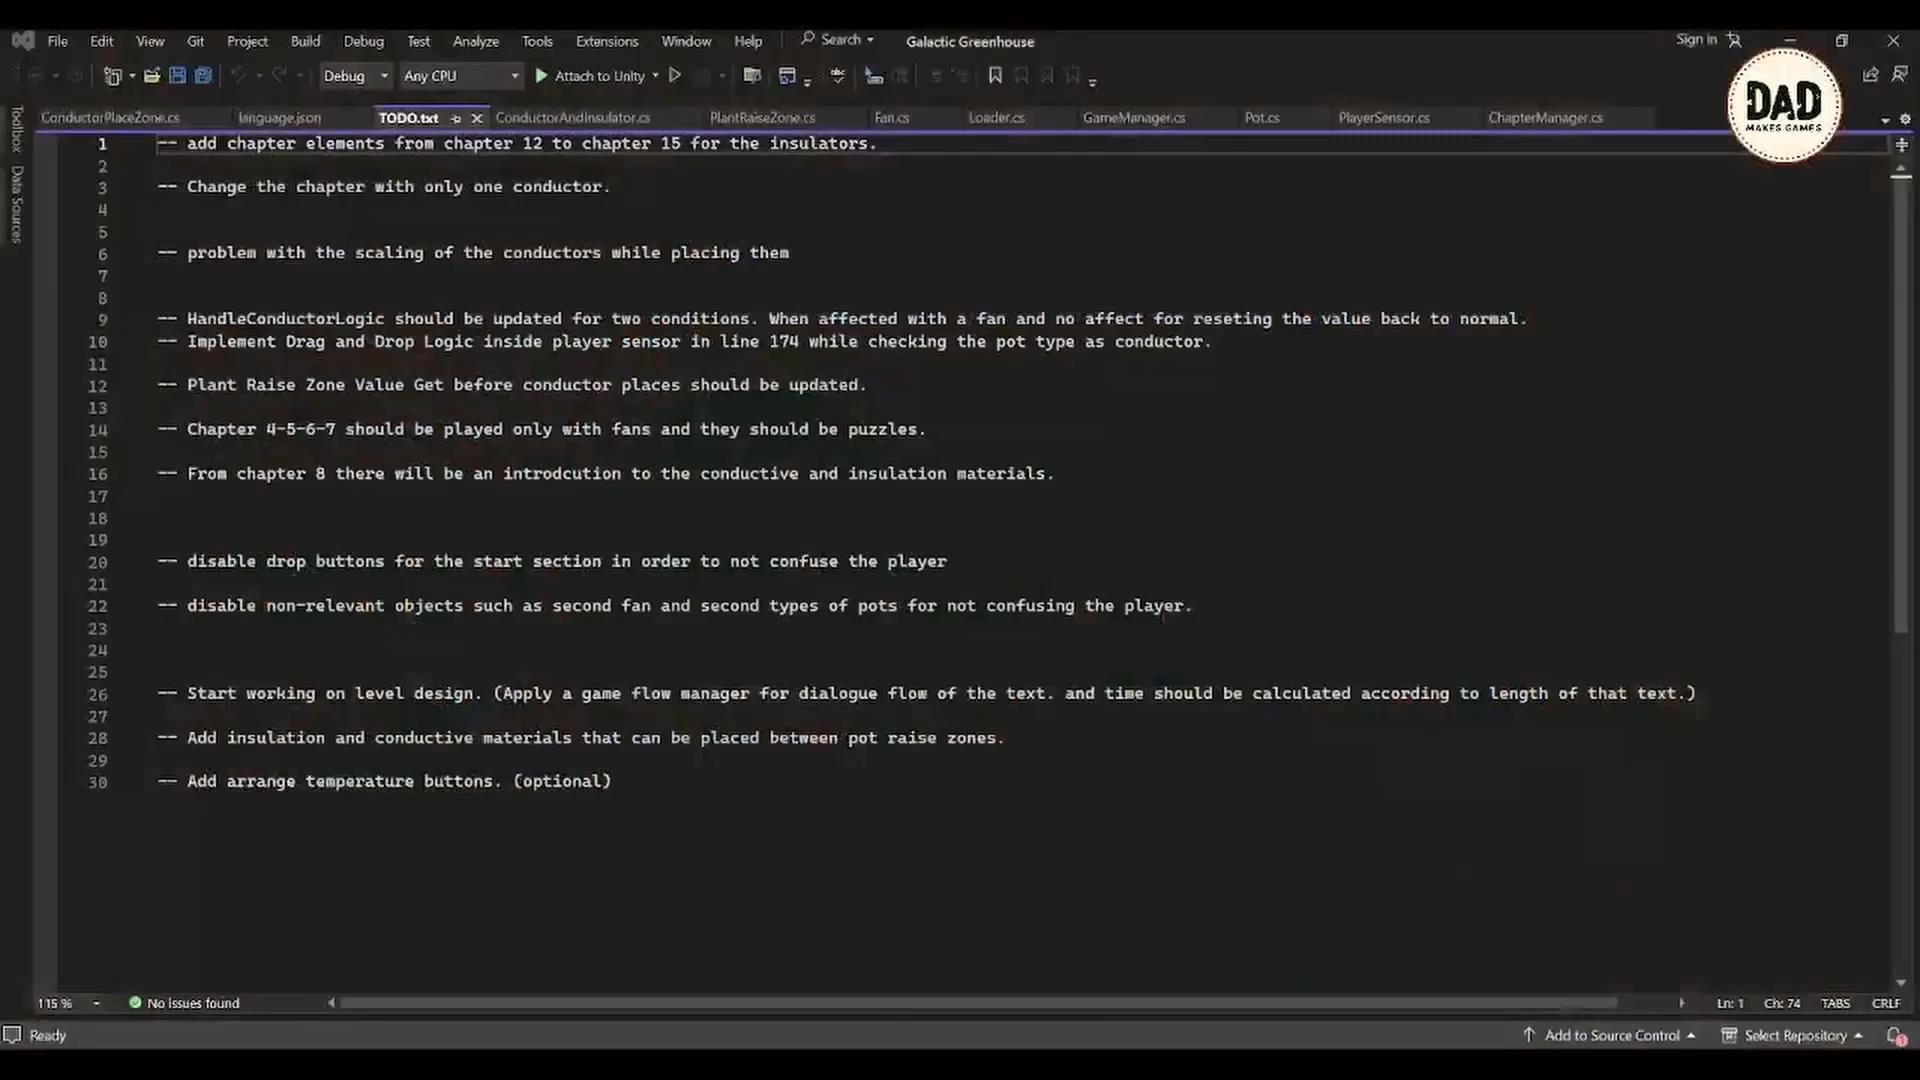 File Edit View Git Project Build Debug Test Analyze Tools Extensions Window Help Search Galactic Greenhouse Sign in
Debug Any CPU Attach to Unity
DAD
MAKES GAMES
ConductorPlaceZone.cs language.json TODO.txt ConductorAndInsulator.cs PlantRaiseZone.cs Fan.cs Loader.cs GameManager.cs Pot.cs PlayerSensor.cs ChapterManager.cs
Toolbox
Data Sources
1 -- add chapter elements from chapter 12 to chapter 15 for the insulators.
2
3 -- Change the chapter with only one conductor.
4
5
6 -- problem with the scaling of the conductors while placing them
7
8
9 -- HandleConductorLogic should be updated for two conditions. When affected with a fan and no affect for reseting the value back to normal.
10 -- Implement Drag and Drop Logic inside player sensor in line 174 while checking the pot type as conductor.
11
12 -- Plant Raise Zone Value Get before conductor places should be updated.
13
14 -- Chapter 4-5-6-7 should be played only with fans and they should be puzzles.
15
16 -- From chapter 8 there will be an introdcution to the conductive and insulation materials.
17
18
19
20 -- disable drop buttons for the start section in order to not confuse the player
21
22 -- disable non-relevant objects such as second fan and second types of pots for not confusing the player.
23
24
25
26 -- Start working on level design. (Apply a game flow manager for dialogue flow of the text. and time should be calculated according to length of that text.)
27
28 -- Add insulation and conductive materials that can be placed between pot raise zones.
29
30 -- Add arrange temperature buttons. (optional)
115 % No issues found Ln: 1 Ch: 74 TABS CRLF
Ready Add to Source Control Select Repository 1